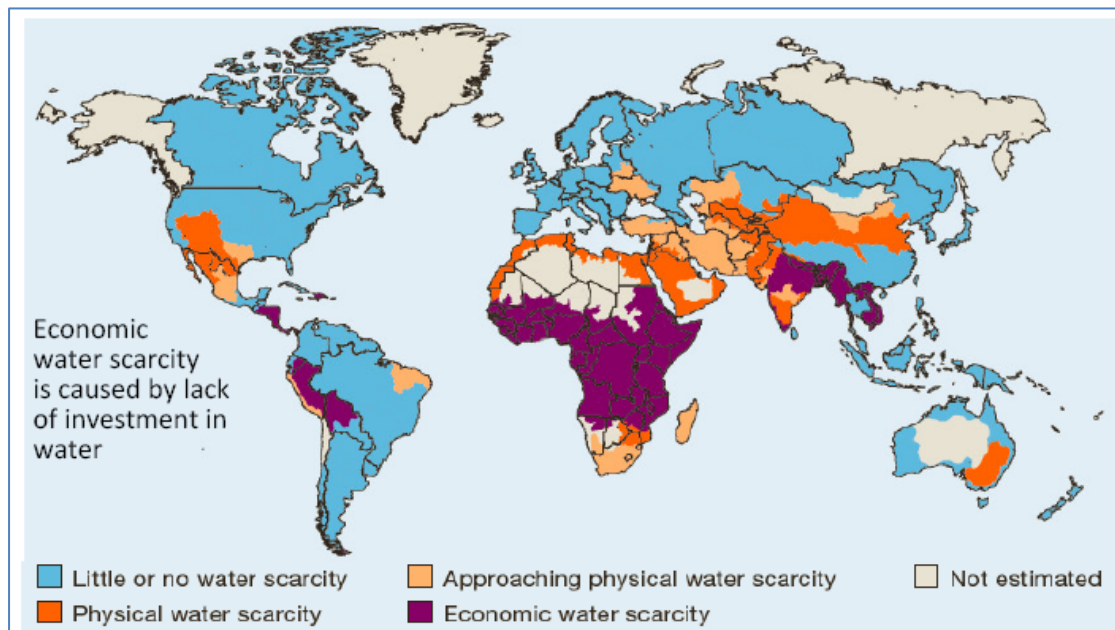 Economic
water scarcity
is caused by lack
of investment in
water
Little or no water scarcity
Approaching physical water scarcity
Not estimated
Physical water scarcity
Economic water scarcity